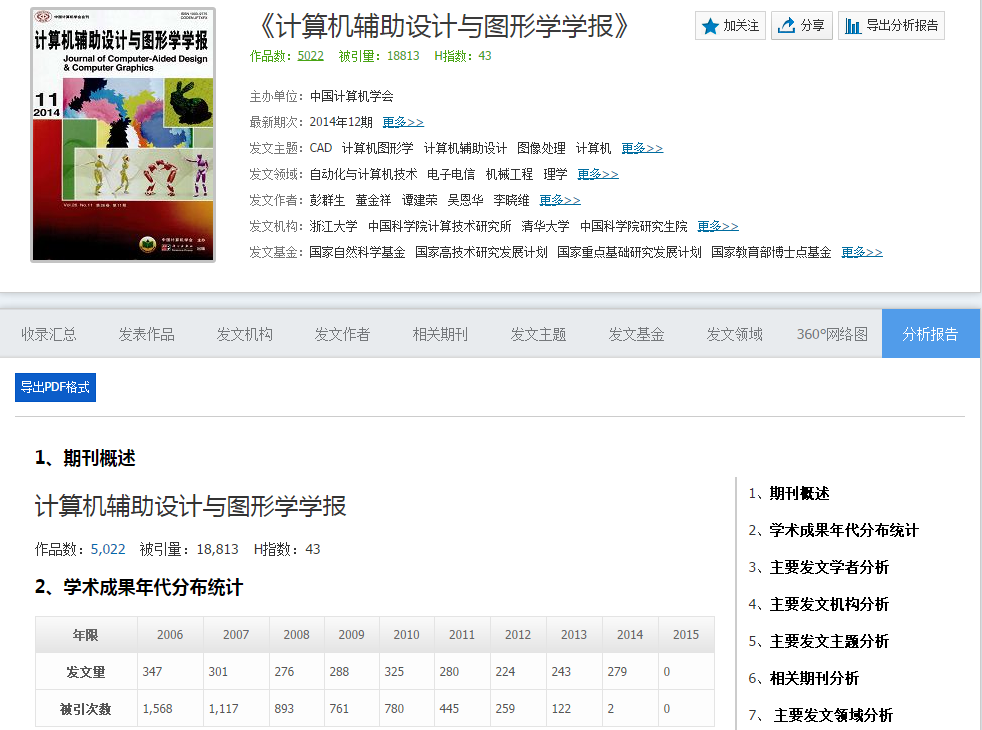 计算机辅助设计与图形学学报
Journal of Computer-Aided Design
& Computer Graphics
11
2014
《计算机辅助设计与图形学学报》
加关注 分享 导出分析报告
作品数：5022 被引量：18813 H指数：43
主办单位：中国计算机学会
最新期次：2014年12期 更多>>
发文主题：CAD 计算机图形学 计算机辅助设计 图像处理 计算机 更多>>
发文领域：自动化与计算机技术 电子电信 机械工程 理学 更多>>
发文作者：彭群生 董金祥 谭建荣 吴恩华 李晓维 更多>>
发文机构：浙江大学 中国科学院计算技术研究所 清华大学 中国科学院研究生院 更多>>
发文基金：国家自然科学基金 国家高技术研究发展计划 国家重点基础研究发展计划 国家教育部博士点基金 更多>>
收录汇总 发表作品 发文机构 发文作者 相关期刊 发文主题 发文基金 发文领域 360°网络图 分析报告
导出PDF格式
1、期刊概述
计算机辅助设计与图形学学报
作品数：5,022 被引量：18,813 H指数：43
2、学术成果年代分布统计
年限 2006 2007 2008 2009 2010 2011 2012 2013 2014 2015
发文量 347 301 276 288 325 280 224 243 279 0
被引次数 1,568 1,117 893 761 780 445 259 122 2 0
1、期刊概述
2、学术成果年代分布统计
3、主要发文学者分析
4、主要发文机构分析
5、主要发文主题分析
6、相关期刊分析
7、主要发文领域分析